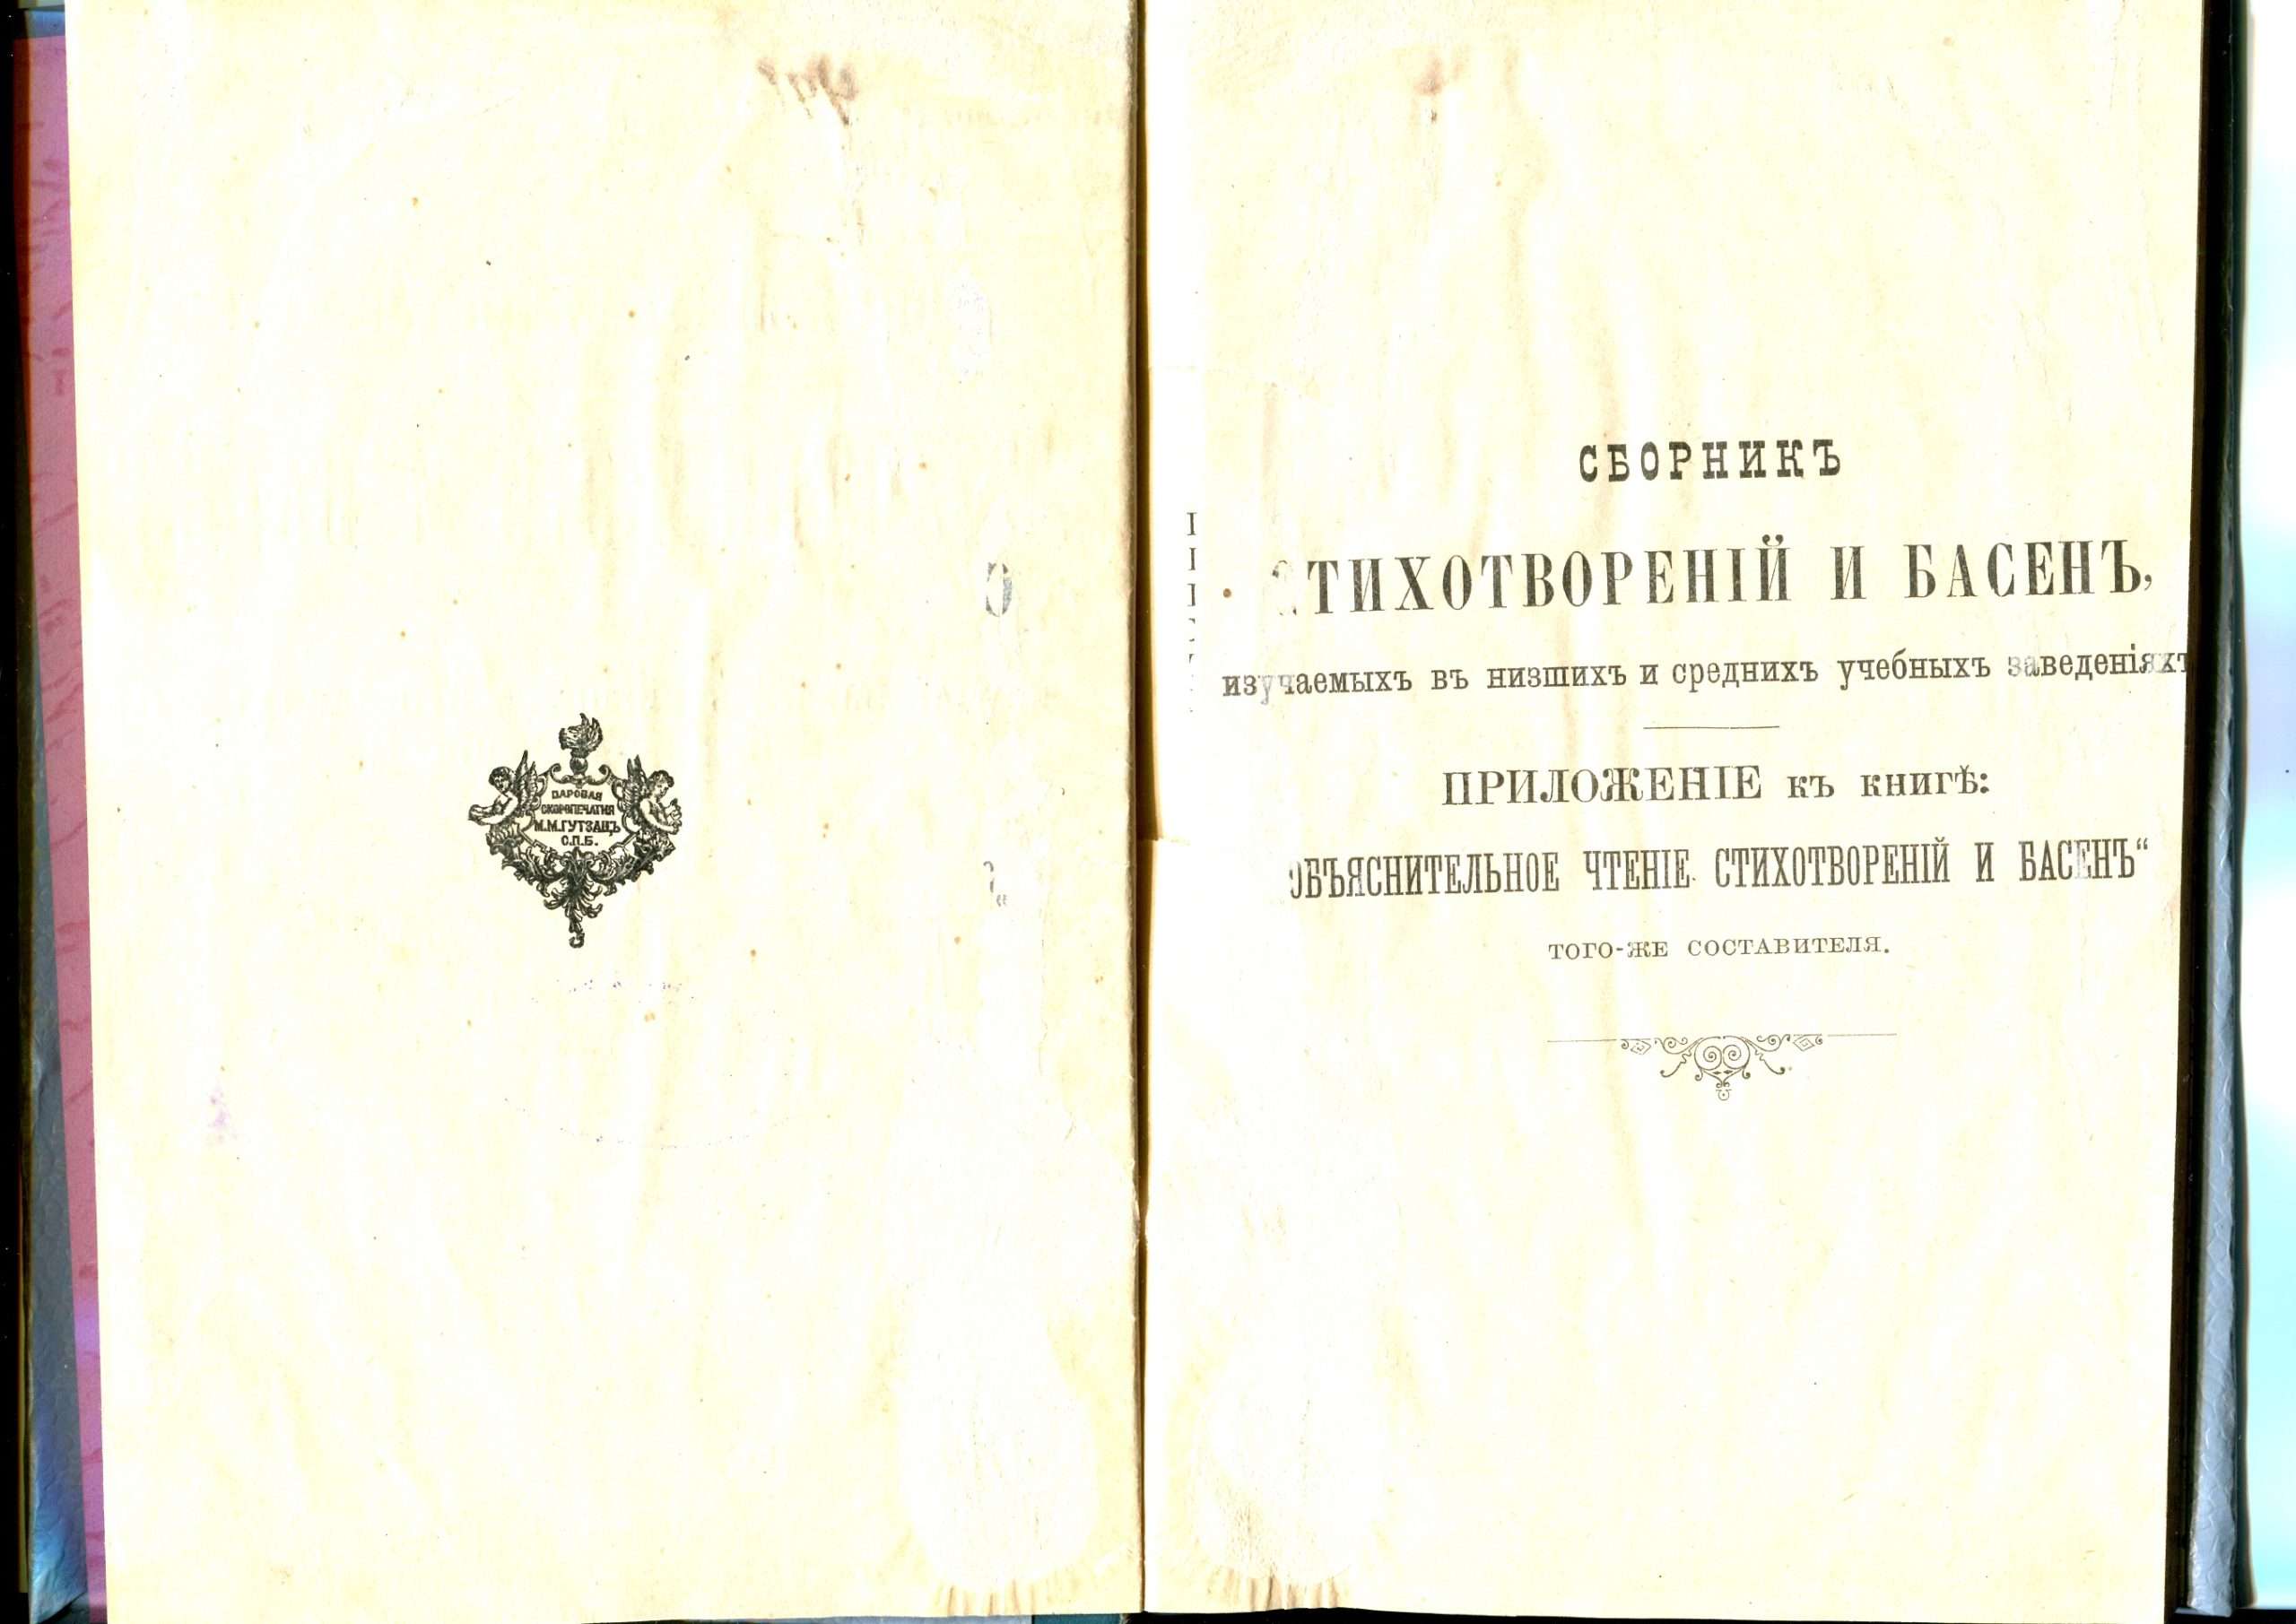 ПАРОВАЯ
СКОРОПЕЧАТНЯ
М.М.ГУТЗАЦЪ
С.П.Б.
СБОРНИКЪ
СТИХОТВОРЕНІЙ И БАСЕНЪ,
изучаемыхъ въ низшихъ и среднихъ учебныхъ заведеніяхъ
ПРИЛОЖЕНІЕ къ книгѣ:
ОБЪЯСНИТЕЛЬНОЕ ЧТЕНІЕ СТИХОТВОРЕНІЙ И БАСЕНЪ“
ТОГО-ЖЕ СОСТАВИТЕЛЯ.